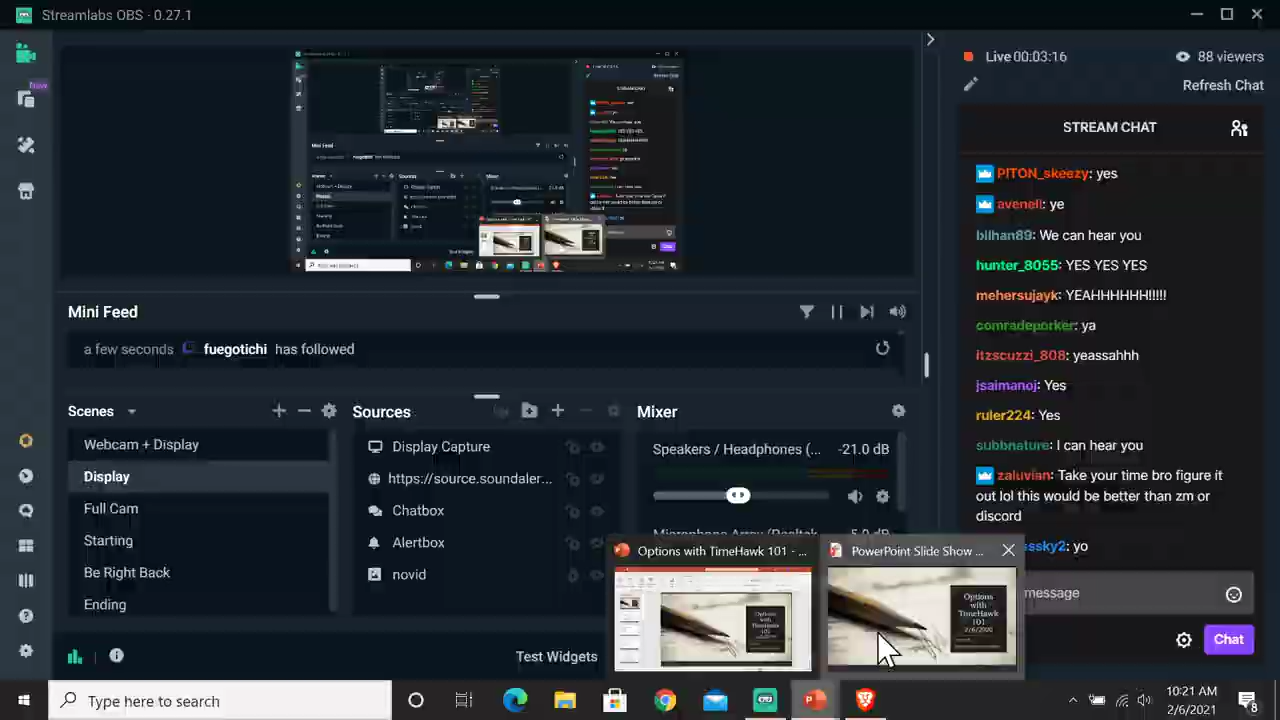 Streamlabs OBS - 0.27.1
Live 00:03:16
88 viewers
Refresh Chat
New
STREAM CHAT
PITON_skeezy: yes
aveneli: ye
bilhan89: We can hear you
hunter_8055: YES YES YES
mehersujayk: YEAHHHHHH!!!!!
comradeporker: ya
itzscuzzi_808: yeassahhh
jsaimanoj: Yes
ruler224: Yes
subbnature: I can hear you
zaluvian: Take your time bro figure it
out lol this would be better than zm or
discord
ssky2: yo
message
Chat
Mini Feed
a few seconds fuegotichi has followed
Scenes
Webcam + Display
Display
Full Cam
Starting
Be Right Back
Ending
Sources
Display Capture
https://source.soundaler...
Chatbox
Alertbox
novid
Mixer
Speakers / Headphones (... -21.0 dB
Test Widgets
Options with TimeHawk 101 - ...
PowerPoint Slide Show ...
Options
with
TimeHawk
101
2/6/2020
Type here to search
10:21 AM
2/6/2021
8